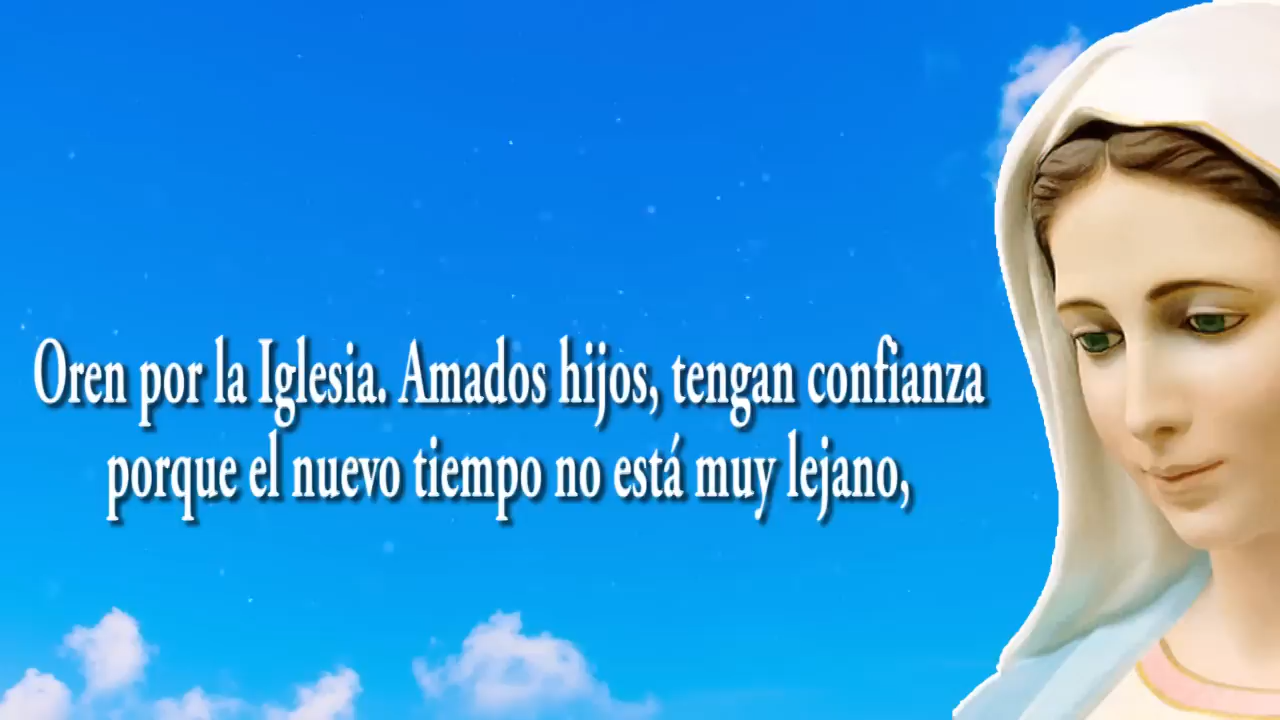 Oren por la Iglesia. Amados hijos, tengan confianza
porque el nuevo tiempo no está muy lejano,